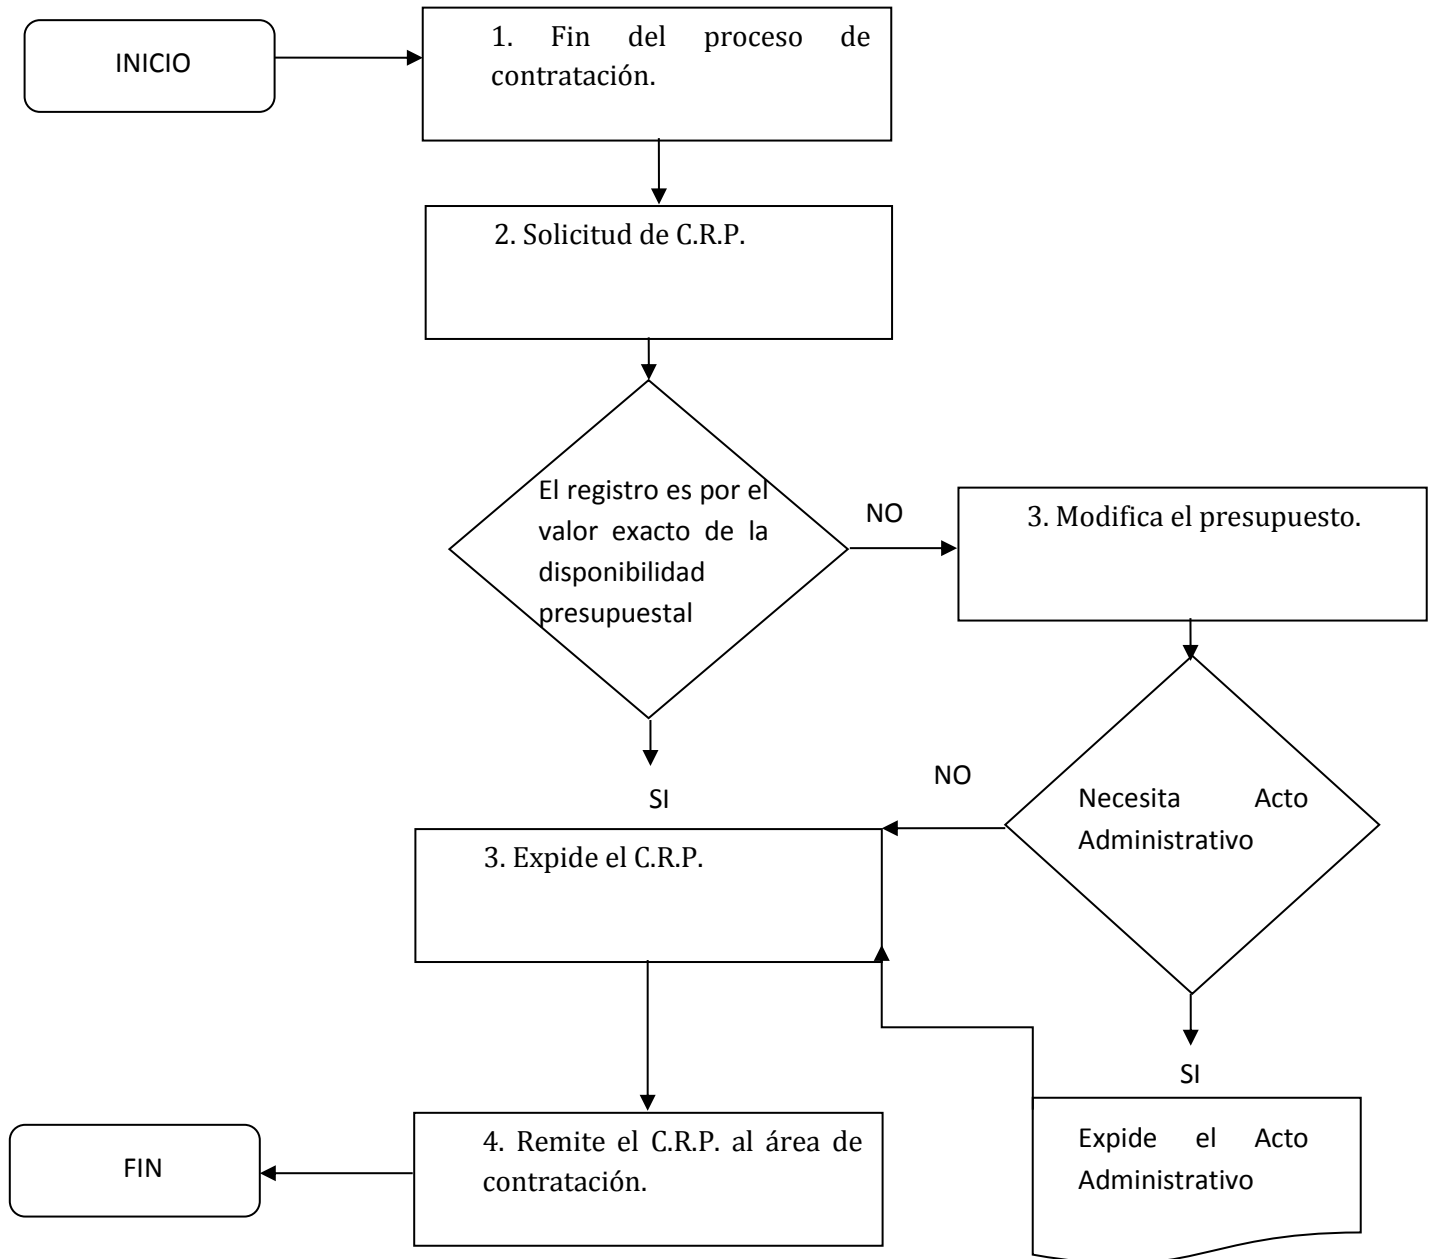 INICIO
1. Fin del proceso de
contratación.
2. Solicitud de C.R.P.
El registro es por el
valor exacto de la
disponibilidad
presupuestal
NO
3. Modifica el presupuesto.
NO
Necesita Acto
Administrativo
SI
3. Expide el C.R.P.
SI
Expide el Acto
Administrativo
4. Remite el C.R.P. al área de
contratación.
FIN